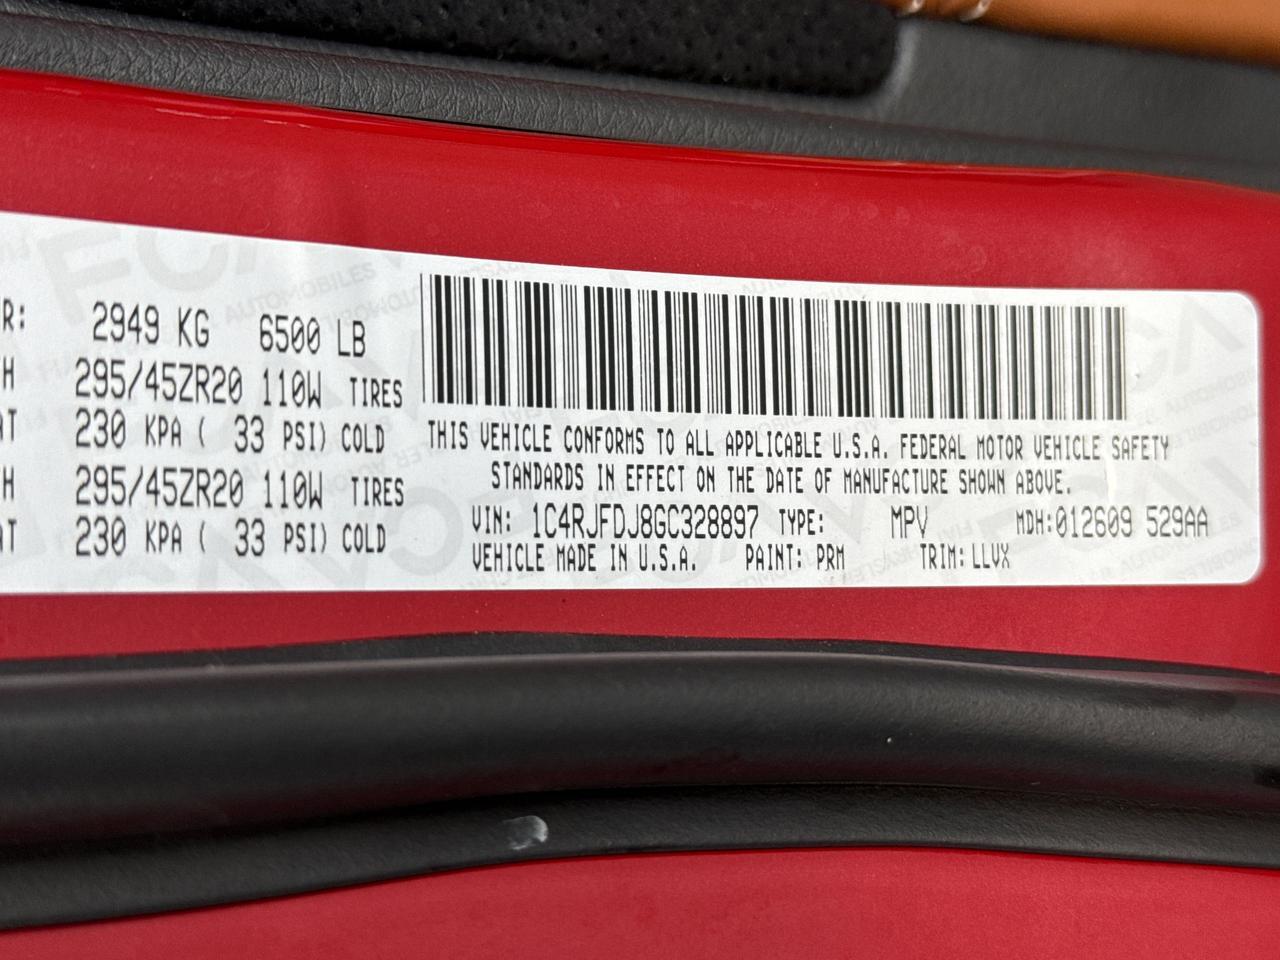 R: 2949 KG 6500 LB
H 295/45ZR20 110W TIRES
AT 230 KPA ( 33 PSI) COLD
H 295/45ZR20 110W TIRES
AT 230 KPA ( 33 PSI) COLD
THIS VEHICLE CONFORMS TO ALL APPLICABLE U.S.A. FEDERAL MOTOR VEHICLE SAFETY
STANDARDS IN EFFECT ON THE DATE OF MANUFACTURE SHOWN ABOVE.
VIN: 1C4RJFDJ8GC328897 TYPE: MPV MDH:012609 529AA
VEHICLE MADE IN U.S.A. PAINT: PRM TRIM: LLVX